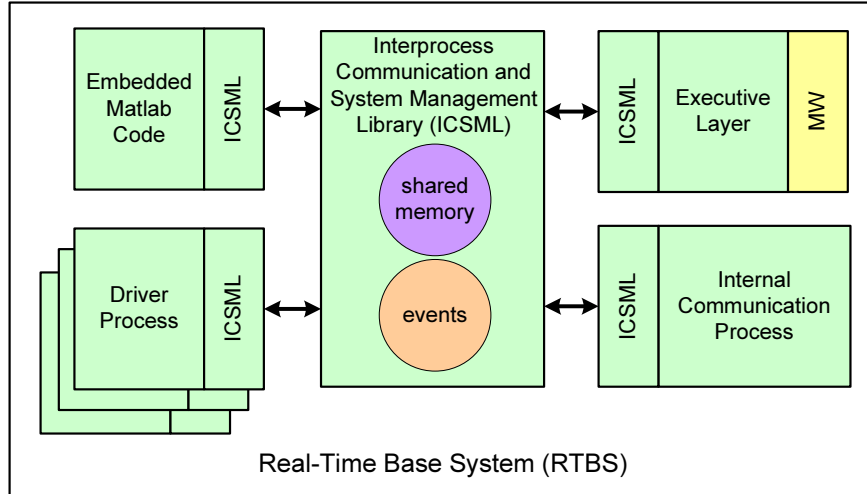 Embedded
Matlab
Code
ICSML
Interprocess
Communication and
System Management
Library (ICSML)
shared
memory
events
ICSML
Executive
Layer
MW
Driver
Process
ICSML
ICSML
Internal
Communication
Process
Real-Time Base System (RTBS)